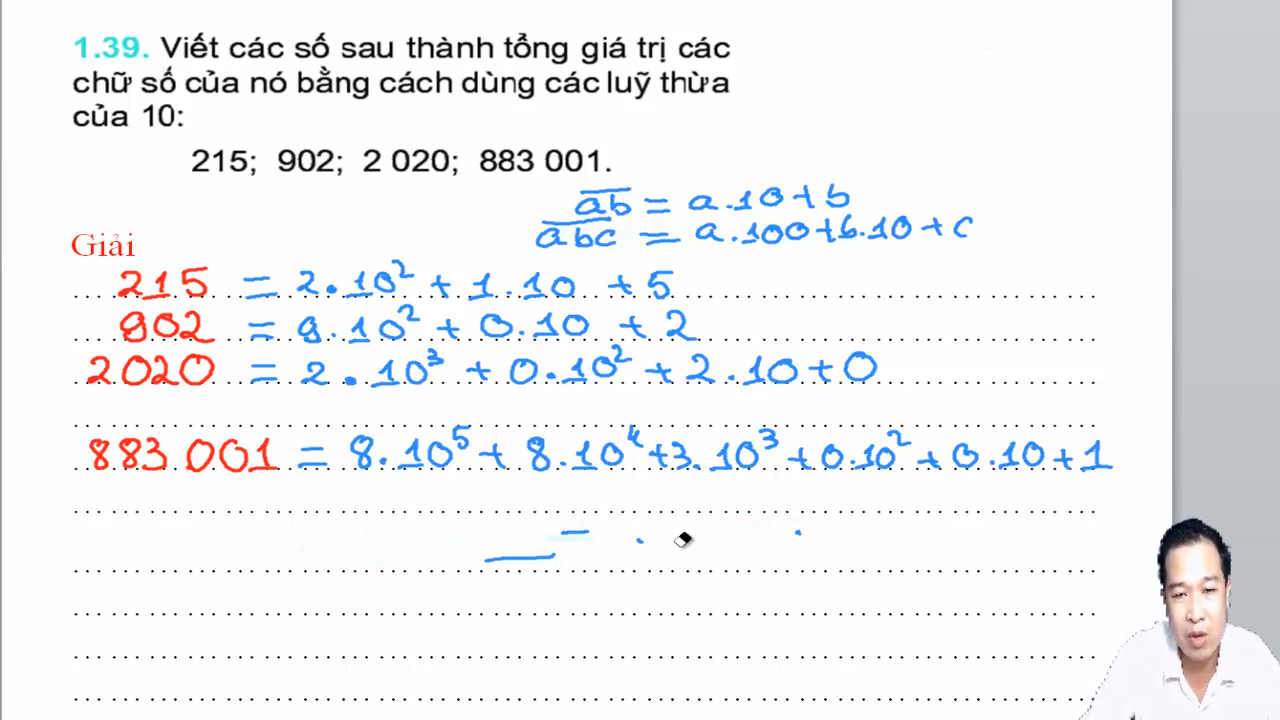 1.39. Viết các số sau thành tổng giá trị các
chữ số của nó bằng cách dùng các luỹ thừa
của 10:
215; 902; 2 020; 883 001.
a̅b̅ = a.10+b
a̅b̅c̅ = a.100+b.10+c
Giải
215 = 2.10² + 1.10 + 5
902 = 9.10² + 0.10 + 2
2020 = 2.10³ + 0.10² + 2.10+0
883 001 = 8.10⁵ + 8.10⁴ +3.10³ +0.10² + 0.10 + 1